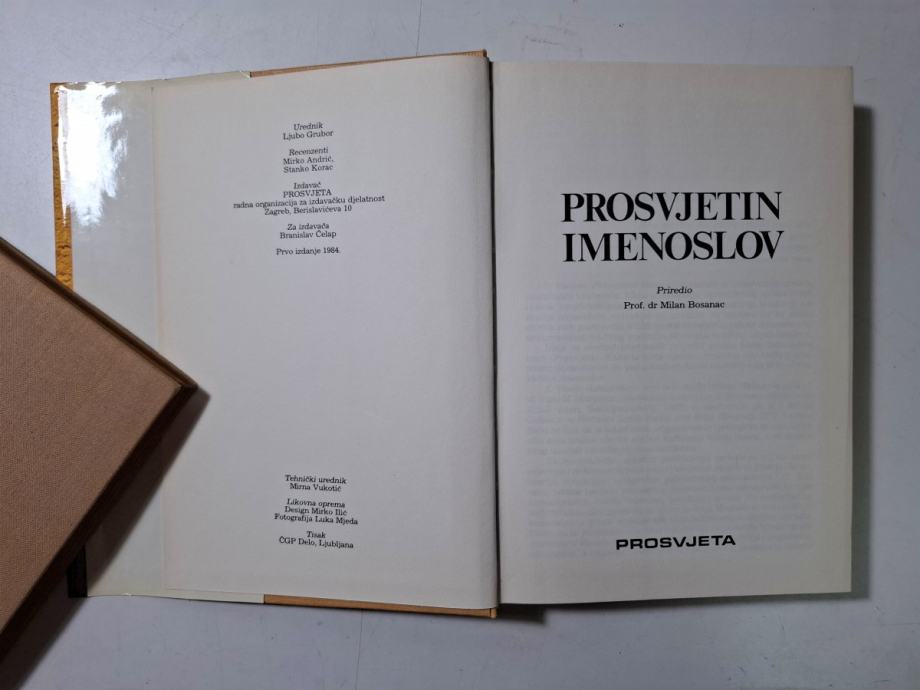 Urednik
Ljubo Grubor
Recenzenti
Mirko Andrić,
Stanko Korac
Izdavač
PROSVJETA
radna organizacija za izdavačku djelatnost
Zagreb, Berislavićeva 10
Za izdavača
Branislav Čelap
Prvo izdanje 1984.
Tehnički urednik
Mirna Vukotić
Likovna oprema
Design Mirko Ilić
Fotografija Luka Mjeda
Tisak
ČGP Delo, Ljubljana
PROSVJETIN
IMENOSLOV
Priredio
Prof. dr Milan Bosanac
PROSVJETA